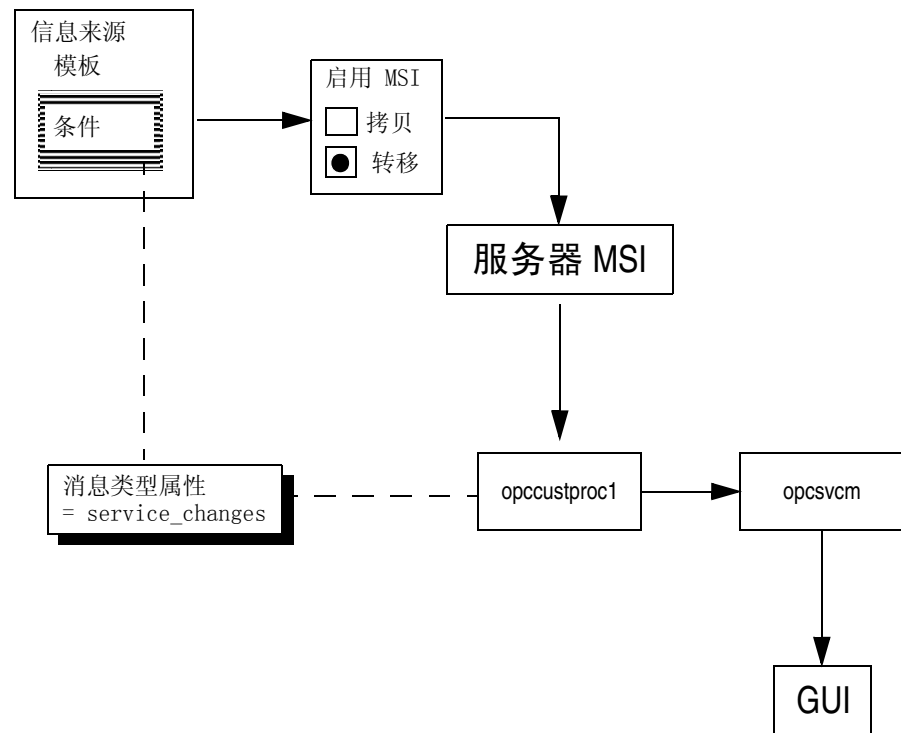 信息来源
模板
条件
启用 MSI
拷贝
转移
服务器 MSI
消息类型属性
= service_changes
opccustproc1
opcsvcm
GUI